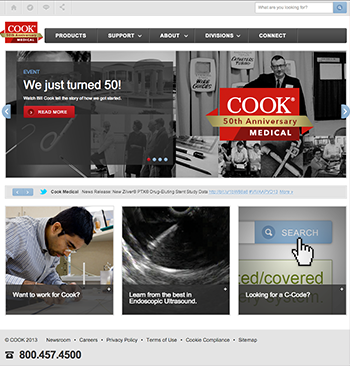 What are you looking for?
COOK
50th Anniversary
MEDICAL
PRODUCTS SUPPORT ABOUT DIVISIONS CONNECT
EVENT
We just turned 50!
Watch Bill Cook tell the story of how we got started.
READ MORE
WIRE GUIDES
COOK
50th Anniversary
MEDICAL
Cook Medical News Release: New Zilver® PTX® Drug-Eluting Stent Study Data
SEARCH
red/covered
system.
Want to work for Cook?
Learn from the best in
Endoscopic Ultrasound.
Looking for a C-Code?
© COOK 2013 Newsroom • Careers • Privacy Policy • Terms of Use • Cookie Compliance • Sitemap
800.457.4500